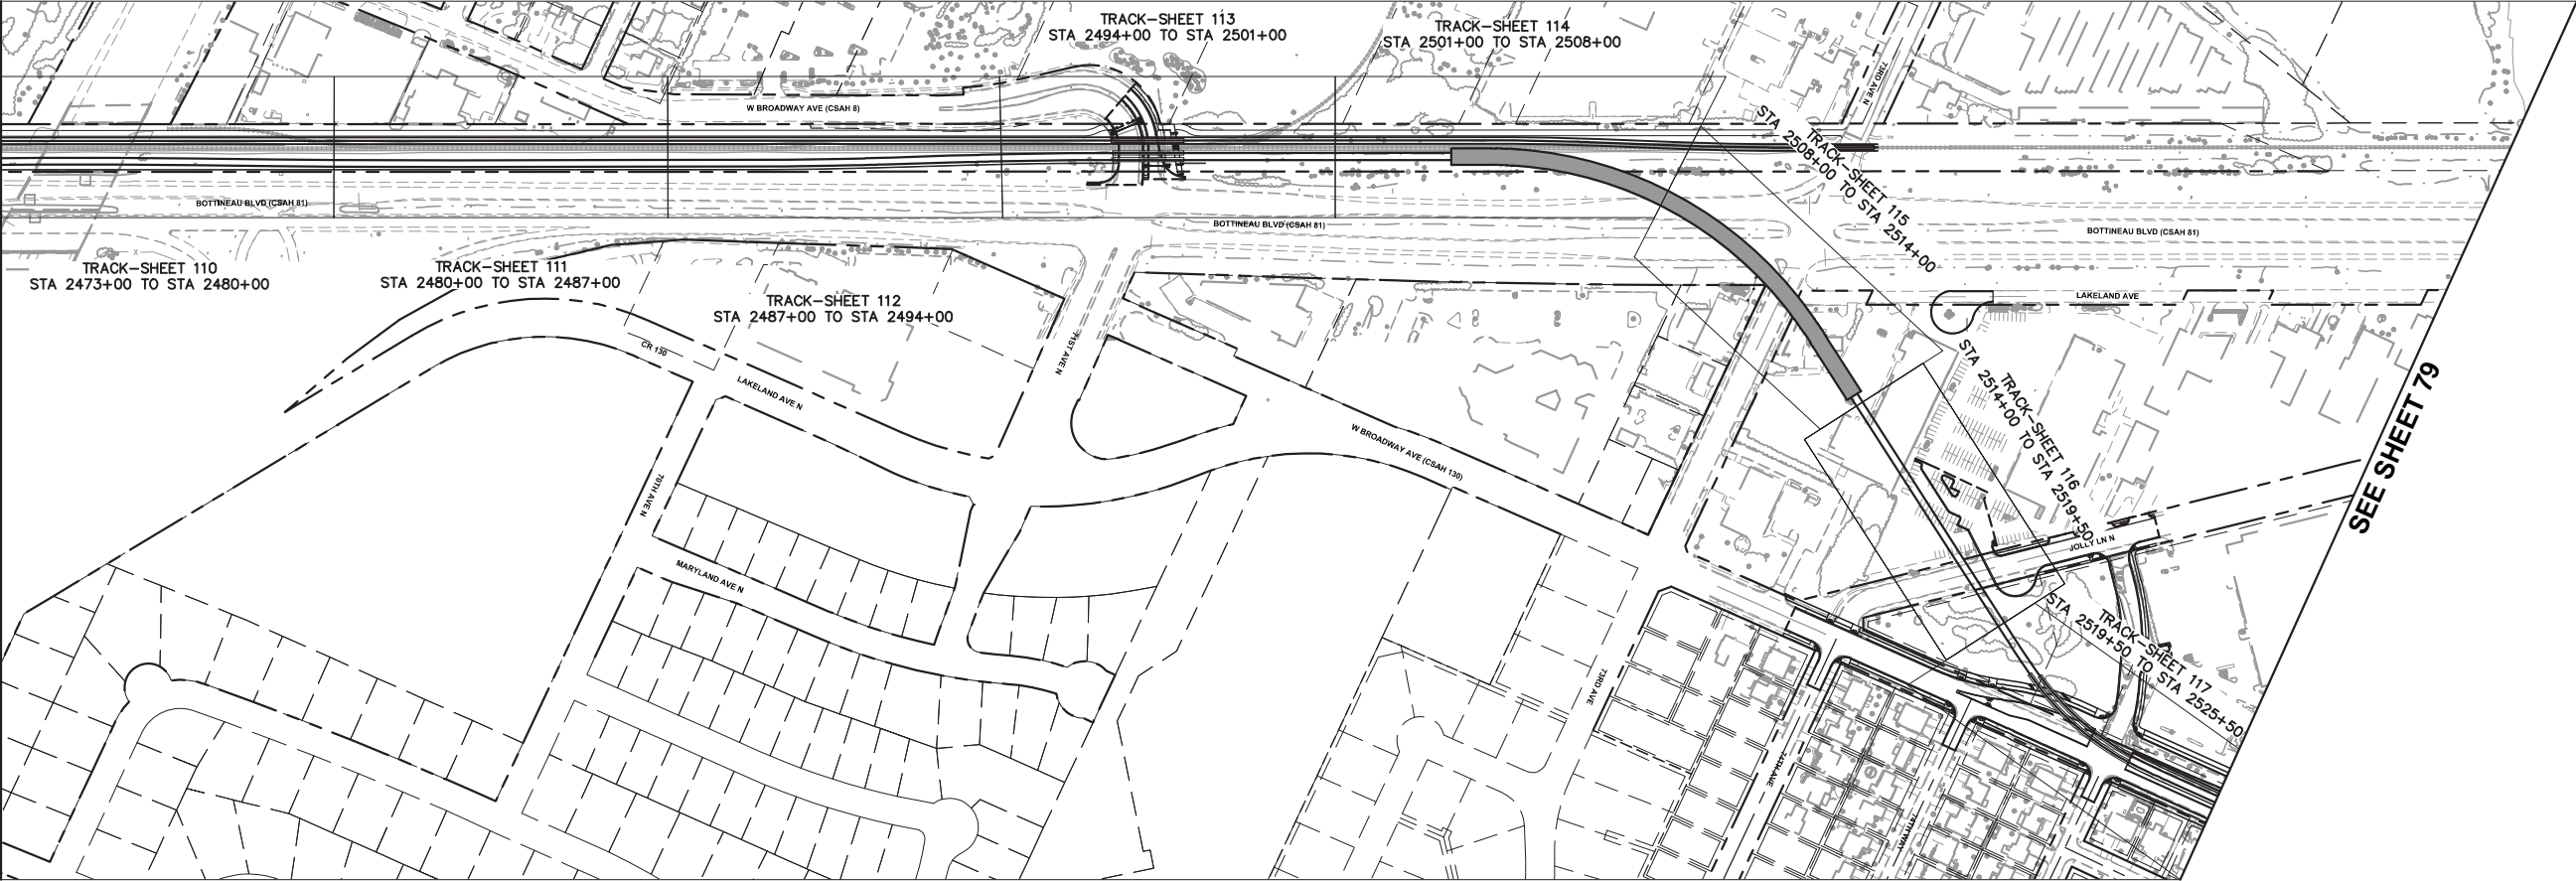 TRACK-SHEET 113
STA 2494+00 TO STA 2501+00
TRACK-SHEET 114
STA 2501+00 TO STA 2508+00
73RD AVE N
W BROADWAY AVE (CSAH 8)
TRACK-SHEET 115
STA 2508+00 TO STA 2514+00
BOTTINEAU BLVD (CSAH 81)
BOTTINEAU BLVD (CSAH 81)
BOTTINEAU BLVD (CSAH 81)
TRACK-SHEET 110
STA 2473+00 TO STA 2480+00
TRACK-SHEET 111
STA 2480+00 TO STA 2487+00
TRACK-SHEET 112
STA 2487+00 TO STA 2494+00
LAKELAND AVE
CR 130
71ST AVE N
LAKELAND AVE N
TRACK-SHEET 116
STA 2514+00 TO STA 2519+50
SEE SHEET 79
W BROADWAY AVE (CSAH 130)
70TH AVE N
JOLLY LN N
MARYLAND AVE N
TRACK-SHEET 117
STA 2519+50 TO STA 2525+50
73RD AVE
74TH AVE
74TH WAY